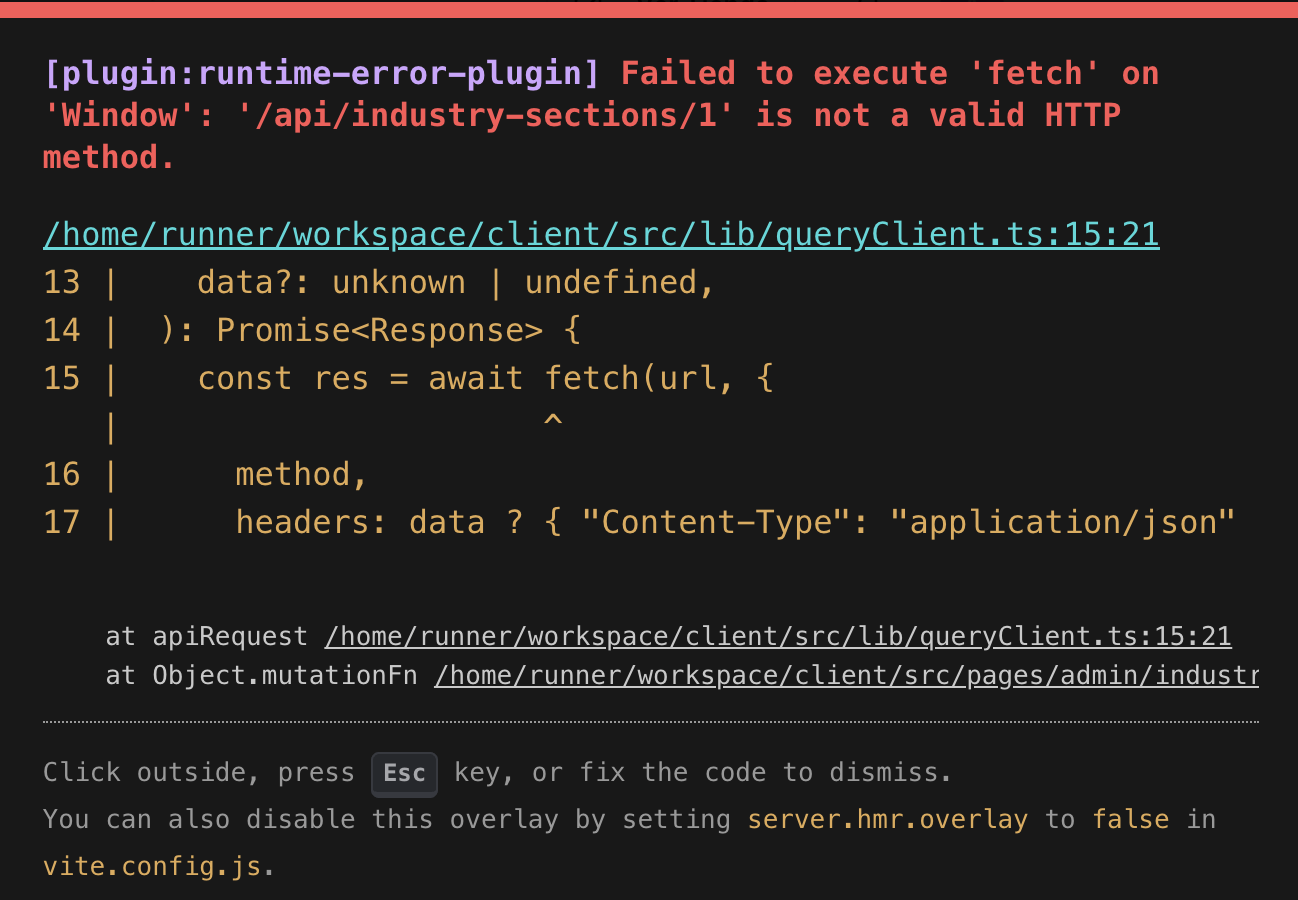 [plugin:runtime-error-plugin] Failed to execute 'fetch' on
'Window': '/api/industry-sections/1' is not a valid HTTP
method.
/home/runner/workspace/client/src/lib/queryClient.ts:15:21
13 |    data?: unknown | undefined,
14 |  ): Promise<Response> {
15 |    const res = await fetch(url, {
   |                      ^
16 |      method,
17 |      headers: data ? { "Content-Type": "application/json"
    at apiRequest /home/runner/workspace/client/src/lib/queryClient.ts:15:21
    at Object.mutationFn /home/runner/workspace/client/src/pages/admin/industr
Click outside, press Esc key, or fix the code to dismiss.
You can also disable this overlay by setting server.hmr.overlay to false in
vite.config.js.